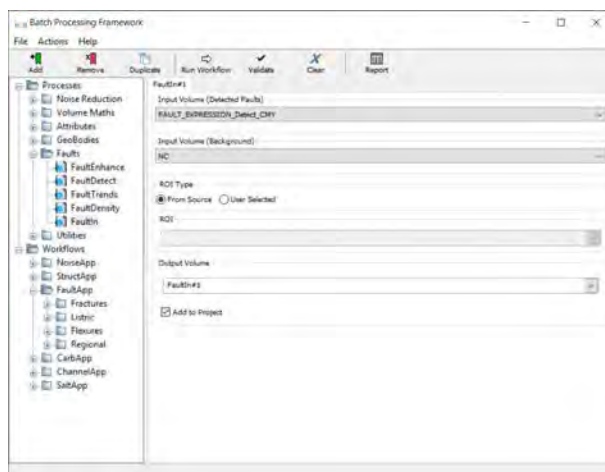 Batch Processing Framework
File Actions Help
Add Remove Duplicate Run Workflow Validate Clear Report
Processes
Noise Reduction
Volume Maths
Attributes
GeoBodies
Faults
FaultEnhance
FaultDetect
FaultTrends
FaultDensity
FaultIn
Utilities
Workflows
NoiseApp
StructApp
FaultApp
Fractures
Listric
Flexures
Regional
CarbApp
ChannelApp
SaltApp
FaultIn#1
Input Volume (Detected Faults)
FAULT_EXPRESSION_Detect_CMY
Input Volume (Background)
NC
ROI Type
From Source User Selected
ROI
Output Volume
FaultIn#1
Add to Project